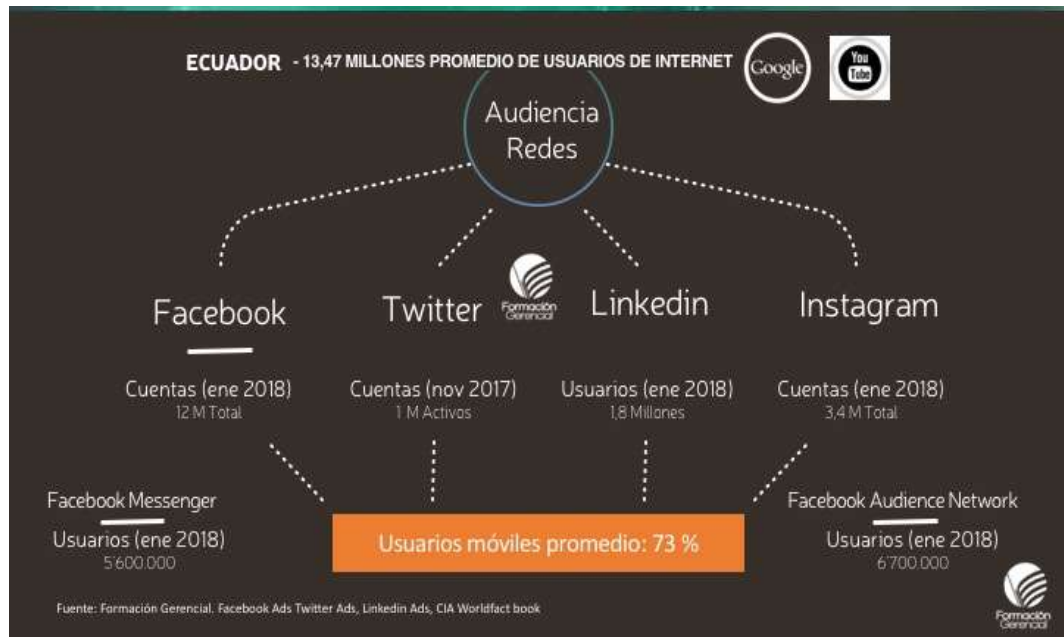 ECUADOR - 13,47 MILLONES PROMEDIO DE USUARIOS DE INTERNET
Google
You
Tube
Audiencia
Redes
Facebook
Twitter
Formación
Gerencial
Linkedin
Instagram
Cuentas (ene 2018)
12 M Total
Cuentas (nov 2017)
1 M Activos
Usuarios (ene 2018)
1,8 Millones
Cuentas (ene 2018)
3,4 M Total
Facebook Messenger
Usuarios (ene 2018)
5'600.000
Usuarios móviles promedio: 73 %
Facebook Audience Network
Usuarios (ene 2018)
6'700.000
Fuente: Formación Gerencial. Facebook Ads Twitter Ads, Linkedin Ads, CIA Worldfact book
Formación
Gerencial